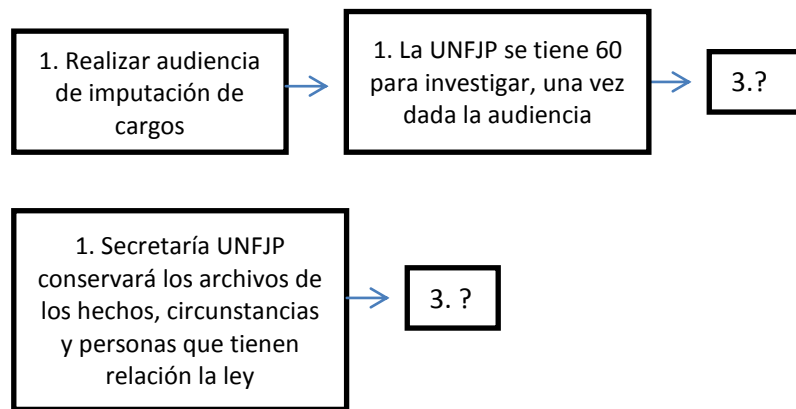 1. Realizar audiencia
de imputación de
cargos
1. La UNFJP se tiene 60
para investigar, una vez
dada la audiencia
3.?
1. Secretaría UNFJP
conservará los archivos de
los hechos, circunstancias
y personas que tienen
relación la ley
3. ?